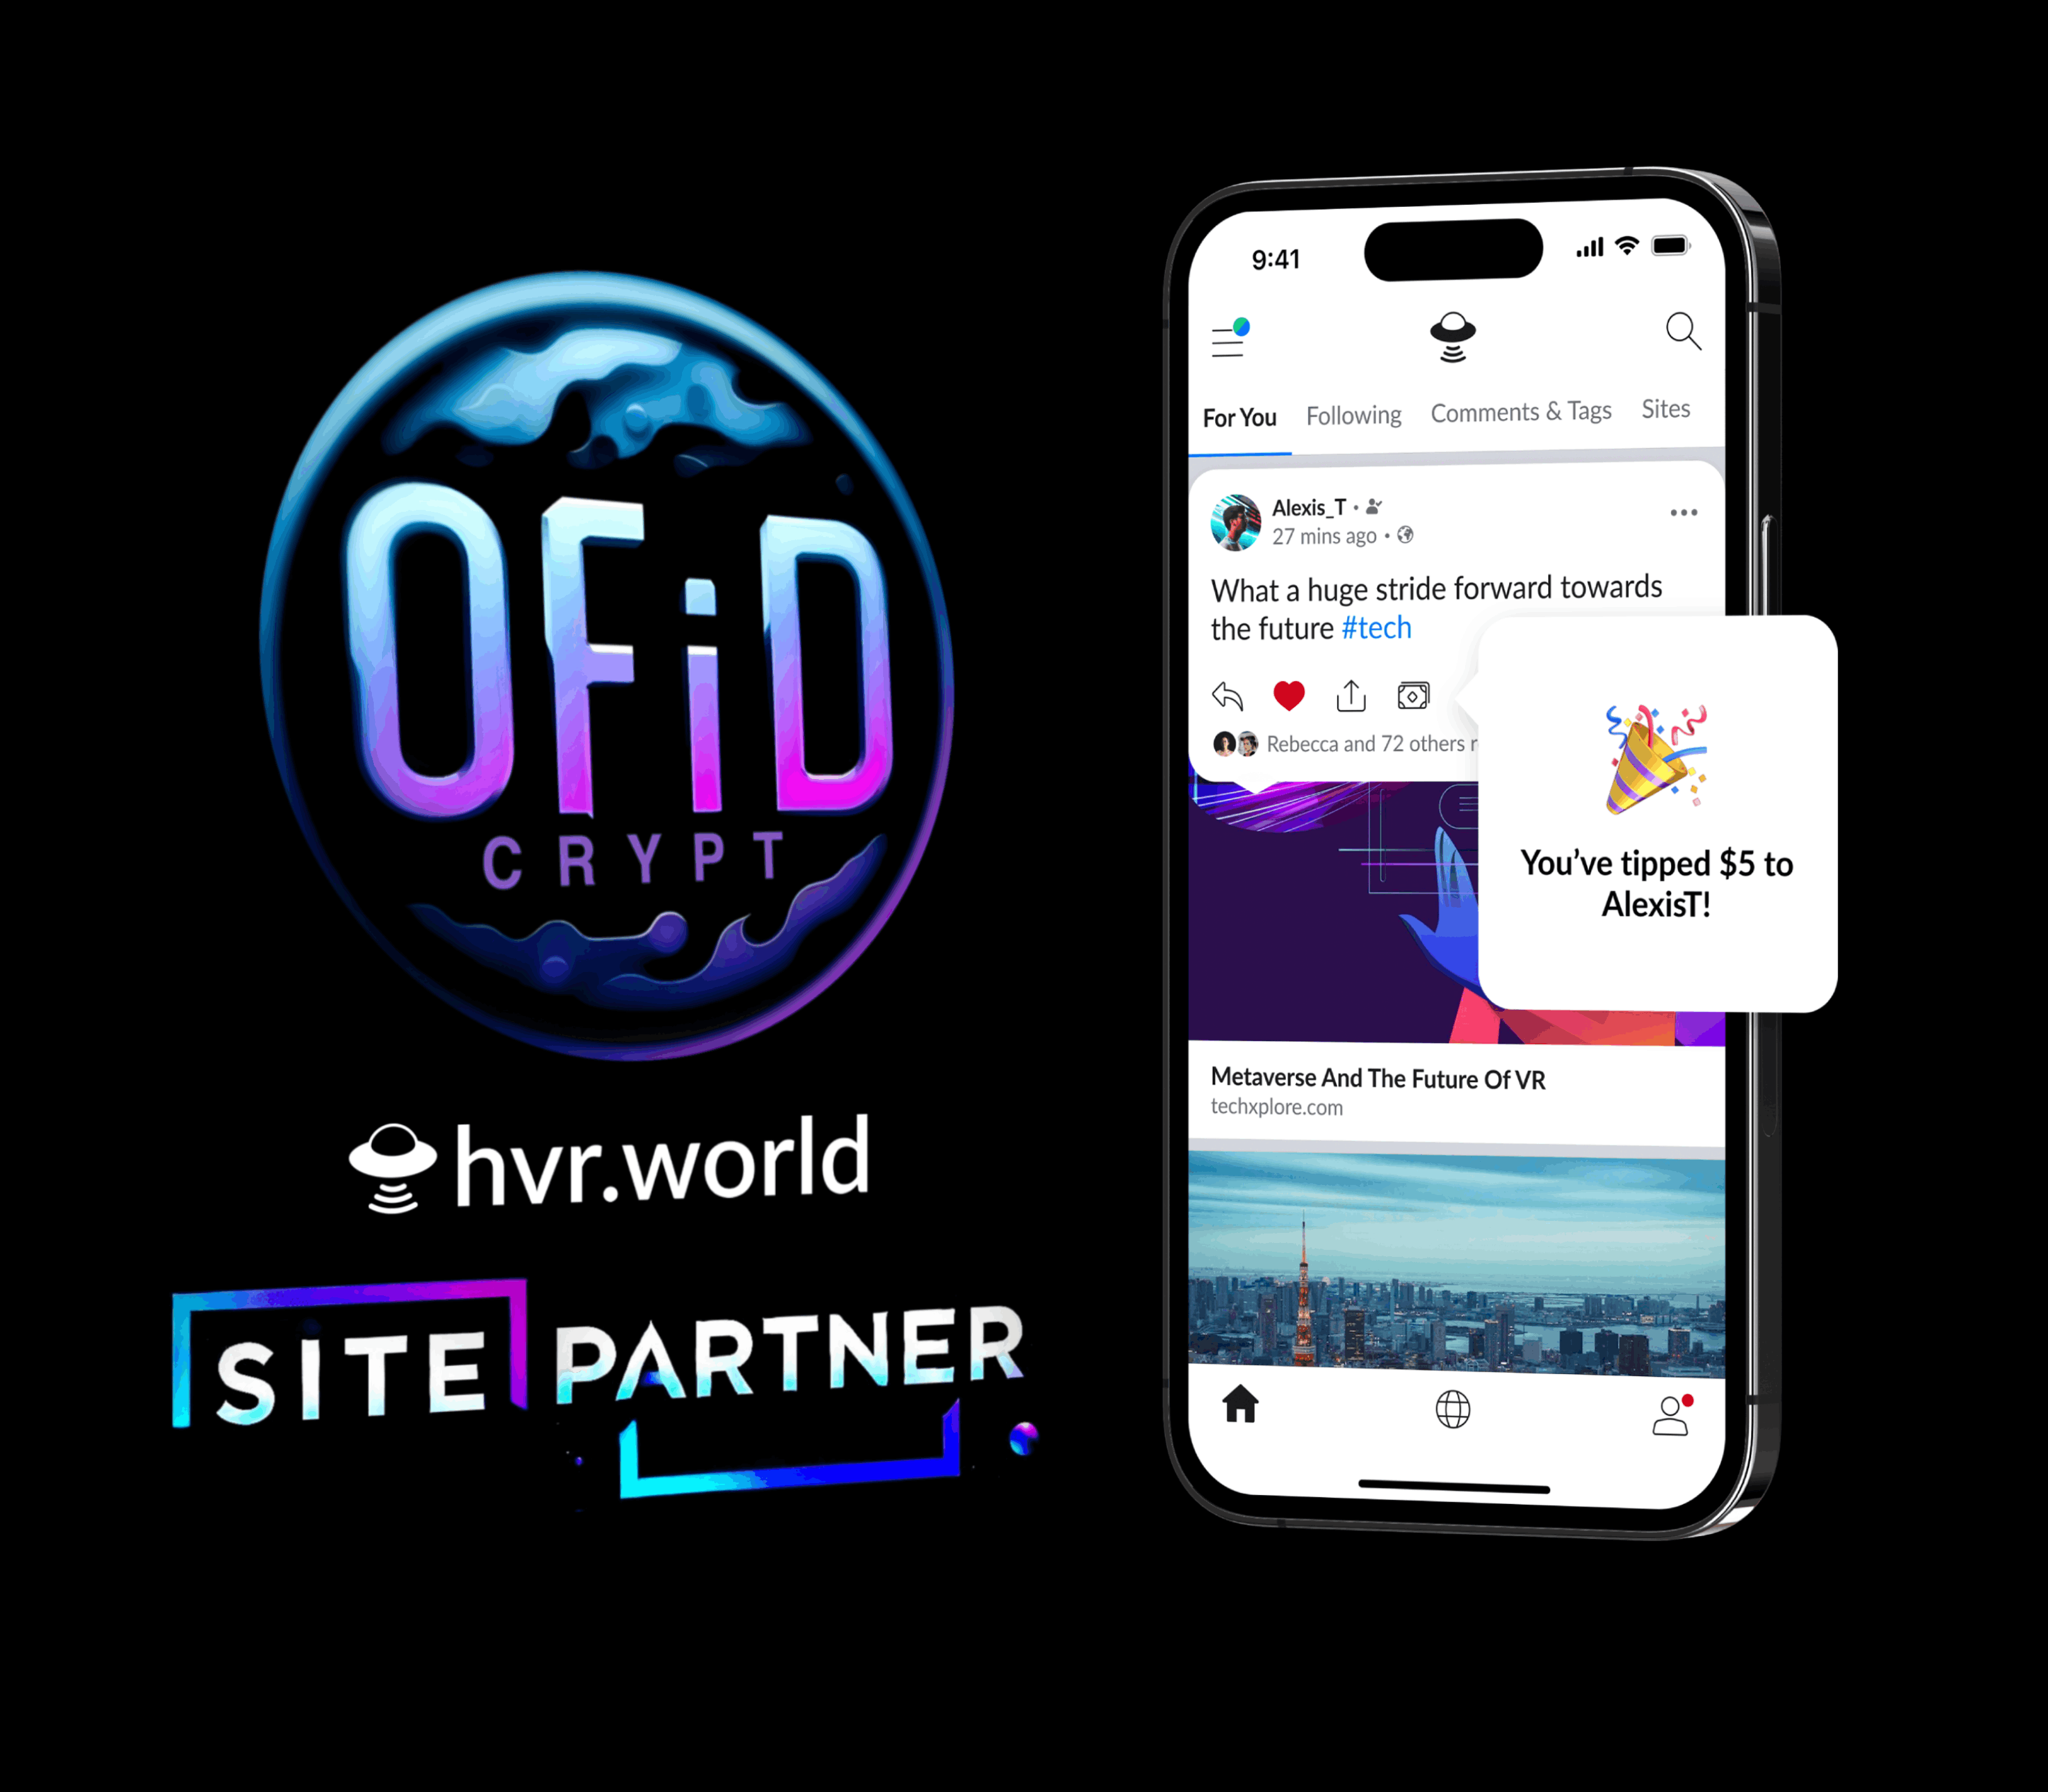 OFiD
CRYPT
hvr.world
SiTE PARTNER
9:41
For You Following Comments & Tags Sites
Alexis_T •
27 mins ago •
What a huge stride forward towards
the future #tech
Rebecca and 72 others r
You’ve tipped $5 to
AlexisT!
Metaverse And The Future Of VR
techxplore.com